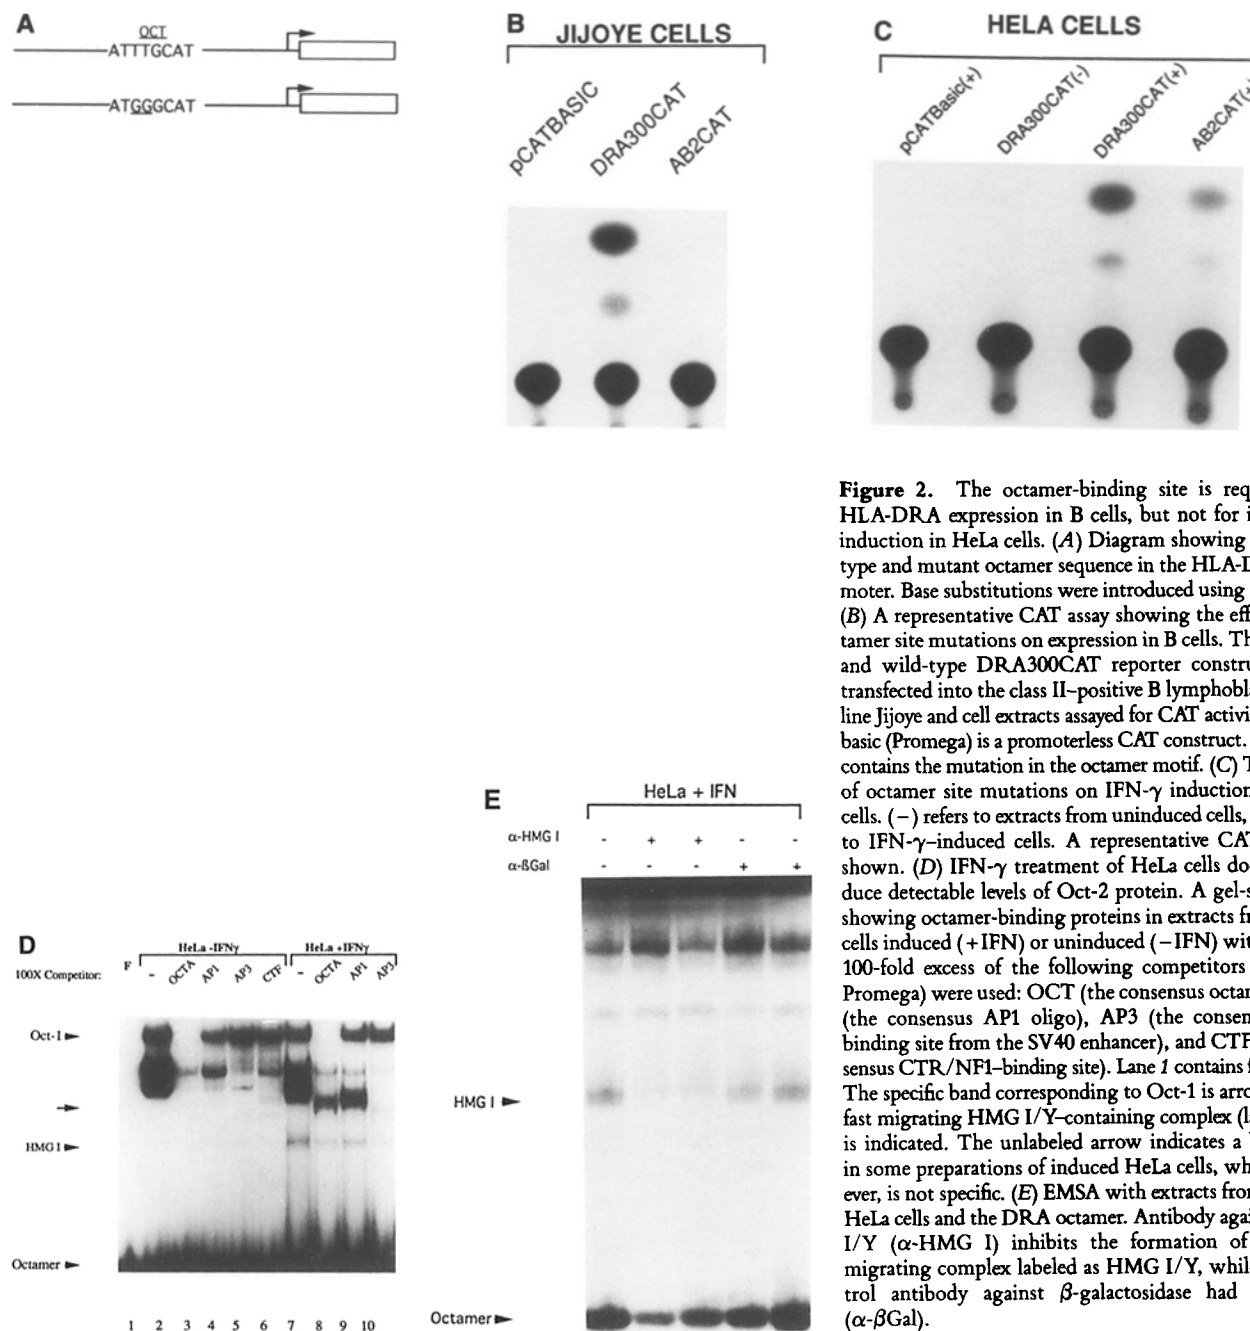 A
OCT
ATTTGCAT
ATGGGCAT
B
JIJOYE CELLS
pCATBASIC
DRA300CAT
AB2CAT
C
HELA CELLS
pCATBasic(+)
DRA300CAT(-)
DRA300CAT(+)
AB2CAT(+)
Figure 2. The octamer-binding site is req
HLA-DRA expression in B cells, but not for i
induction in HeLa cells. (A) Diagram showing
type and mutant octamer sequence in the HLA-D
moter. Base substitutions were introduced using
(B) A representative CAT assay showing the eff
tamer site mutations on expression in B cells. Th
and wild-type DRA300CAT reporter constru
transfected into the class II–positive B lymphobl
line Jijoye and cell extracts assayed for CAT activi
basic (Promega) is a promoterless CAT construct.
contains the mutation in the octamer motif. (C) T
of octamer site mutations on IFN-γ induction
cells. (−) refers to extracts from uninduced cells,
to IFN-γ–induced cells. A representative CAT
shown. (D) IFN-γ treatment of HeLa cells do
duce detectable levels of Oct-2 protein. A gel-s
showing octamer-binding proteins in extracts fr
cells induced (+IFN) or uninduced (−IFN) wit
100-fold excess of the following competitors
Promega) were used: OCT (the consensus octa
(the consensus AP1 oligo), AP3 (the consen
binding site from the SV40 enhancer), and CTF
sensus CTR/NF1–binding site). Lane 1 contains f
The specific band corresponding to Oct-1 is arro
fast migrating HMG I/Y–containing complex (l
is indicated. The unlabeled arrow indicates a
in some preparations of induced HeLa cells, wh
ever, is not specific. (E) EMSA with extracts from
HeLa cells and the DRA octamer. Antibody agai
I/Y (α-HMG I) inhibits the formation of
migrating complex labeled as HMG I/Y, whil
trol antibody against β-galactosidase had
(α-βGal).
D
HeLa -IFNγ HeLa +IFNγ
100X Competitor: F - OCTA AP1 AP3 CTF - OCTA AP1 AP3
Oct-1
HMG I
Octamer
1 2 3 4 5 6 7 8 9 10
E
HeLa + IFN
α-HMG I - + + - -
α-βGal - - - + +
HMG I
Octamer